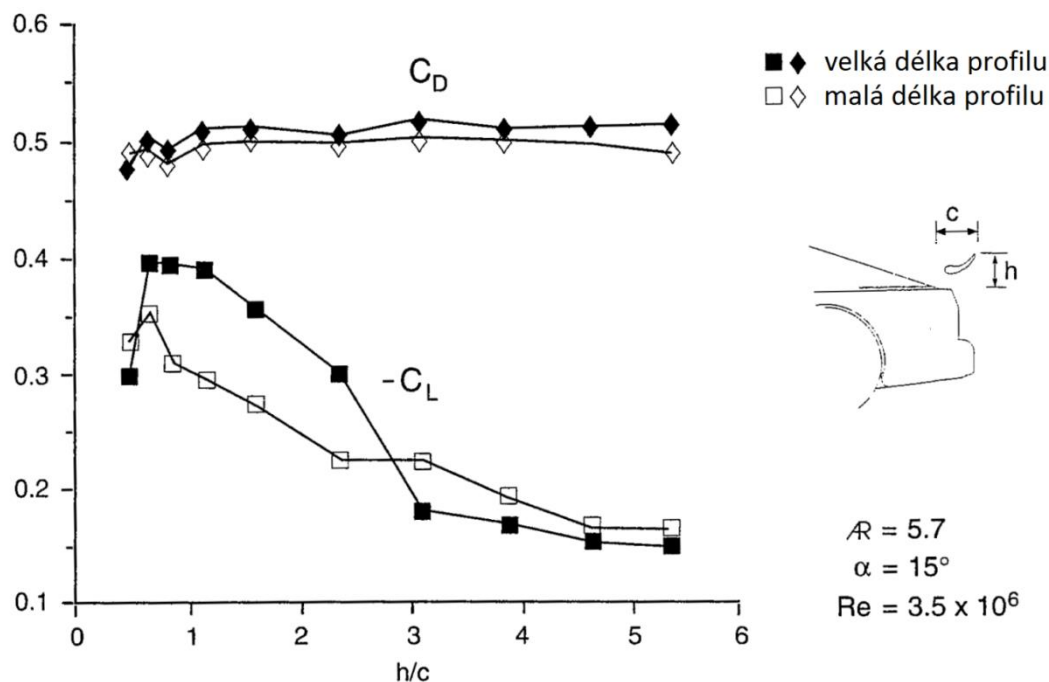 0.6
0.5
0.4
0.3
0.2
0.1
0 1 2 3 4 5 6
h/c
C_D
-C_L
velká délka profilu
malá délka profilu
c
h
AR = 5.7
α = 15°
Re = 3.5 x 10⁶